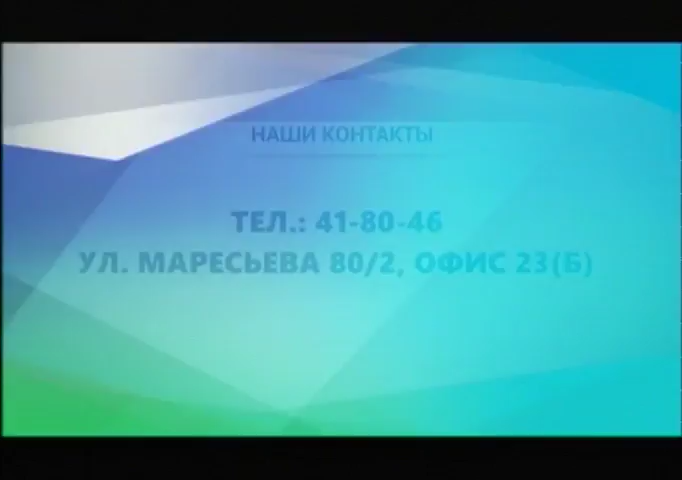 НАШИ КОНТАКТЫ
ТЕЛ.: 41-80-46
УЛ. МАРЕСЬЕВА 80/2, ОФИС 23(Б)